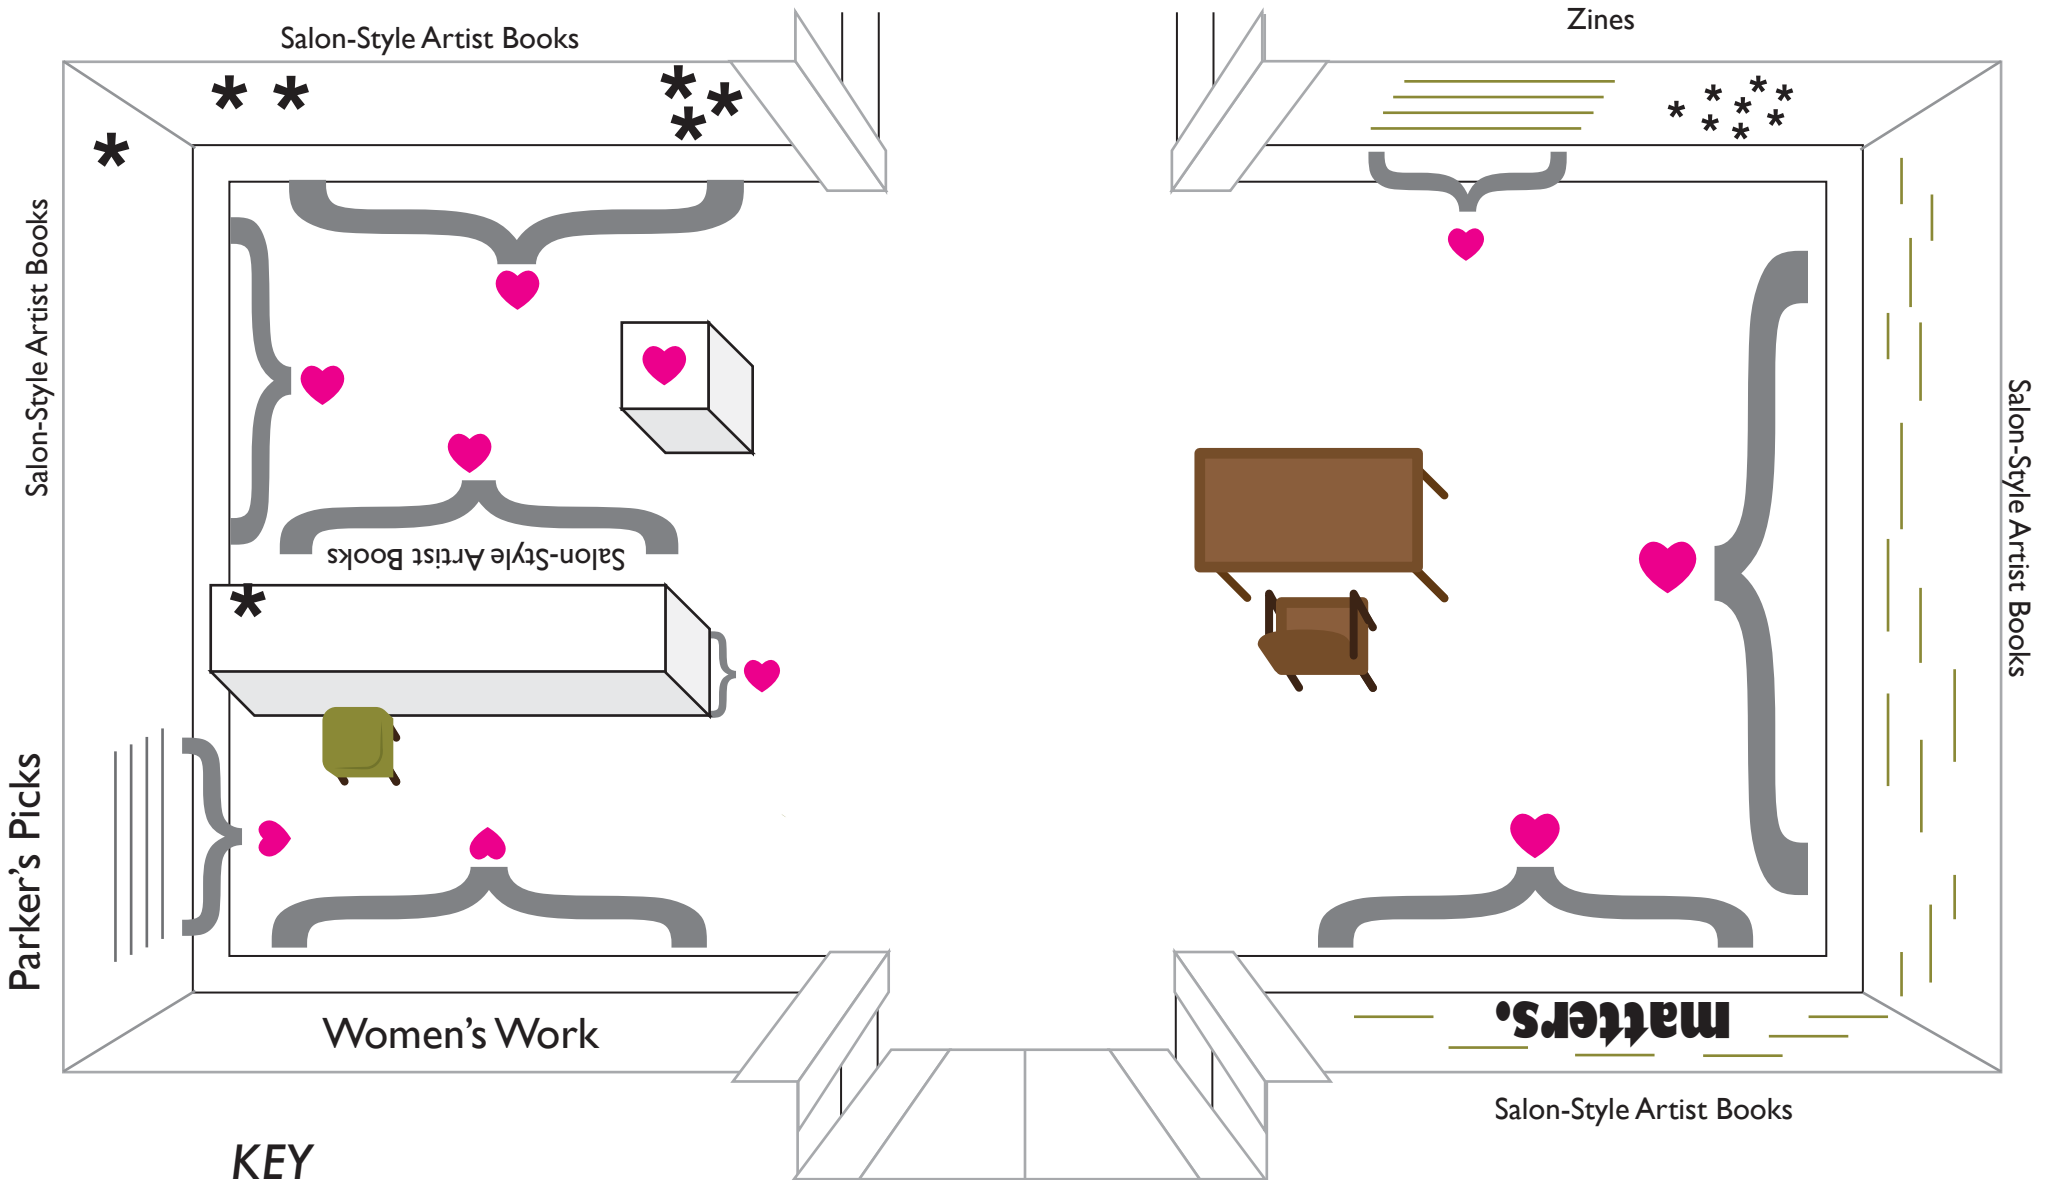 Salon-Style Artist Books
Zines
Salon-Style Artist Books
Salon-Style Artist Books
Salon-Style Artist Books
Parker’s Picks
Women’s Work
matters.
Salon-Style Artist Books
KEY